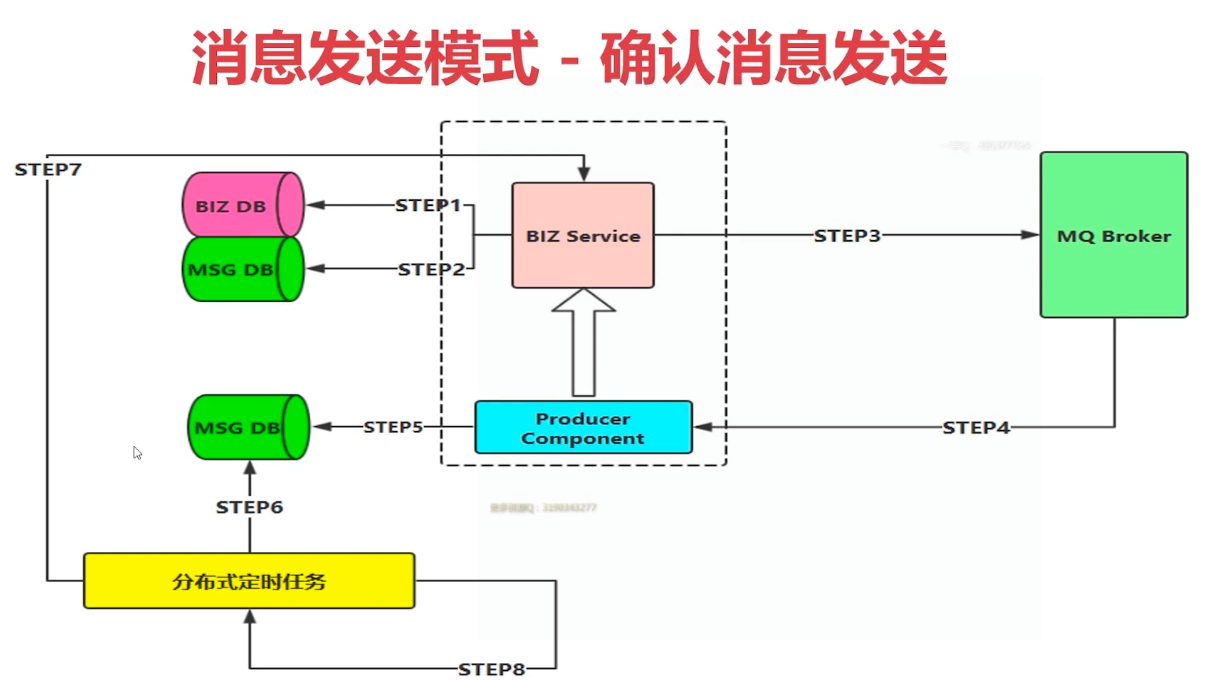 消息发送模式 - 确认消息发送
STEP7
BIZ DB
STEP1
BIZ Service
STEP3
MQ Broker
MSG DB
STEP2
MSG DB
STEP5
Producer
Component
STEP4
STEP6
分布式定时任务
STEP8